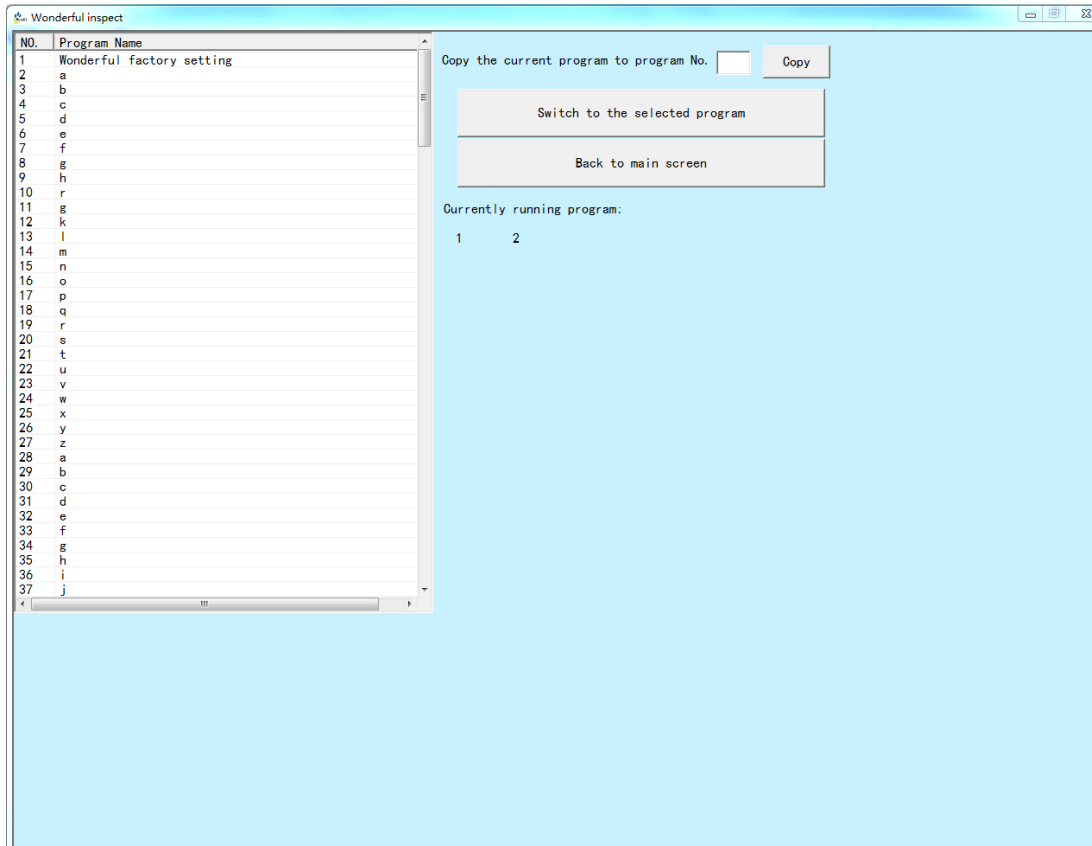 Wonderful inspect
NO. Program Name
1 Wonderful factory setting
2 a
3 b
4 c
5 d
6 e
7 f
8 g
9 h
10 r
11 g
12 k
13 l
14 m
15 n
16 o
17 p
18 q
19 r
20 s
21 t
22 u
23 v
24 w
25 x
26 y
27 z
28 a
29 b
30 c
31 d
32 e
33 f
34 g
35 h
36 i
37 j
Copy the current program to program No. Copy
Switch to the selected program
Back to main screen
Currently running program:
1 2